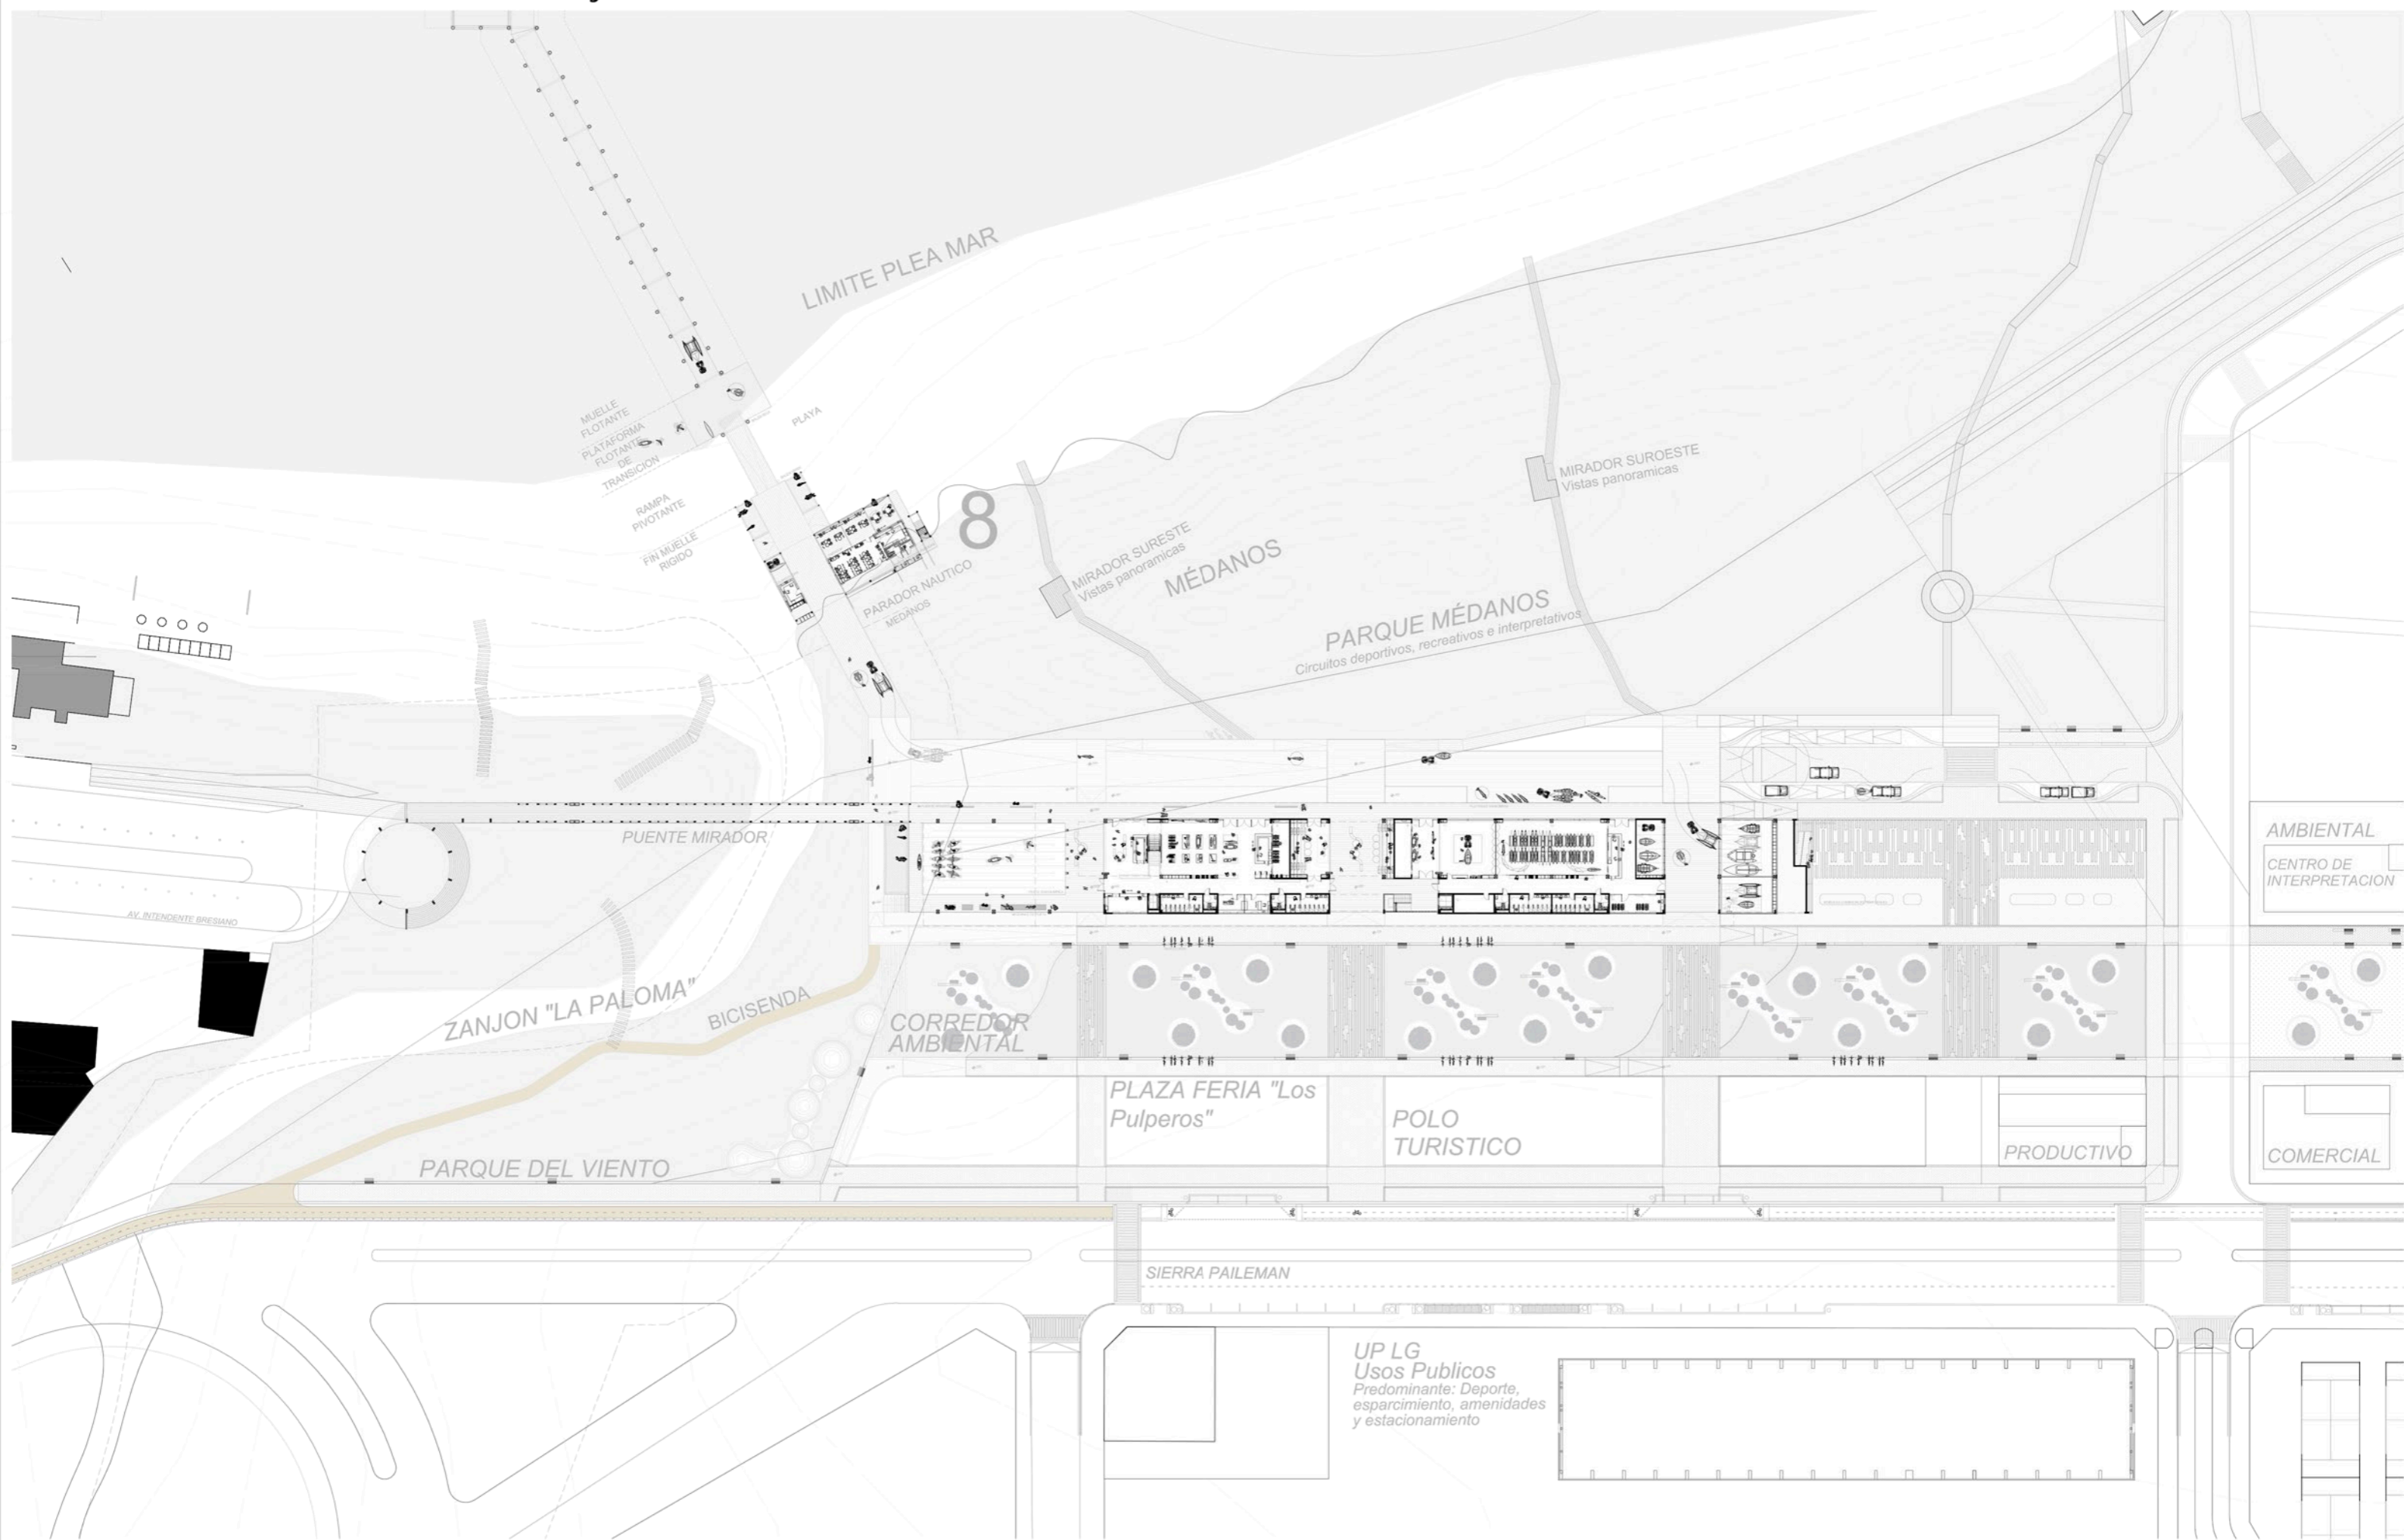 LIMITE PLEA MAR
MUELLE
FLOTANTE
PLATAFORMA
FLOTANTE
DE
TRANSICION
PLAYA
RAMPA
PIVOTANTE
FIN MUELLE
RIGIDO
8
PARADOR NAUTICO
MEDANOS
MIRADOR SURESTE
Vistas panoramicas
MÉDANOS
MIRADOR SUROESTE
Vistas panoramicas
PARQUE MÉDANOS
Circuitos deportivos, recreativos e interpretativos
PUENTE MIRADOR
AV. INTENDENTE BRESIANO
AMBIENTAL
CENTRO DE
INTERPRETACION
ZANJON "LA PALOMA"
BICISENDA
CORREDOR
AMBIENTAL
PLAZA FERIA "Los
Pulperos"
POLO
TURISTICO
PRODUCTIVO
COMERCIAL
PARQUE DEL VIENTO
SIERRA PAILEMAN
UP LG
Usos Publicos
Predominante: Deporte,
esparcimiento, amenidades
y estacionamiento